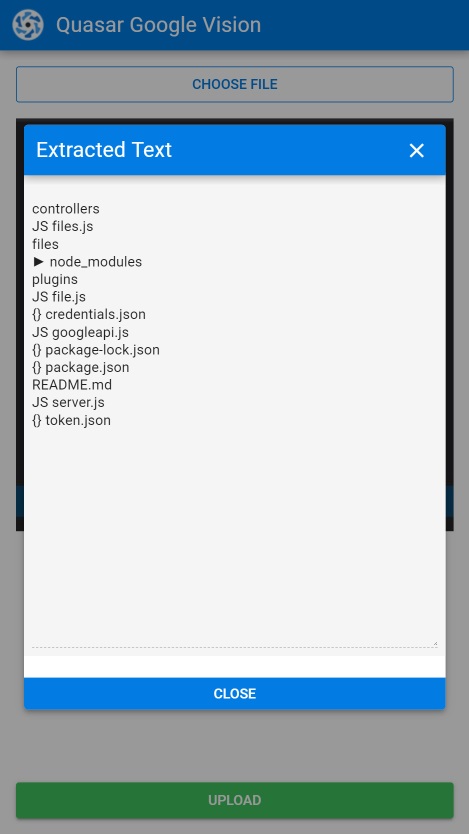 Quasar Google Vision
CHOOSE FILE
Extracted Text
controllers
JS files.js
files
► node_modules
plugins
JS file.js
{} credentials.json
JS googleapi.js
{} package-lock.json
{} package.json
README.md
JS server.js
{} token.json
CLOSE
UPLOAD